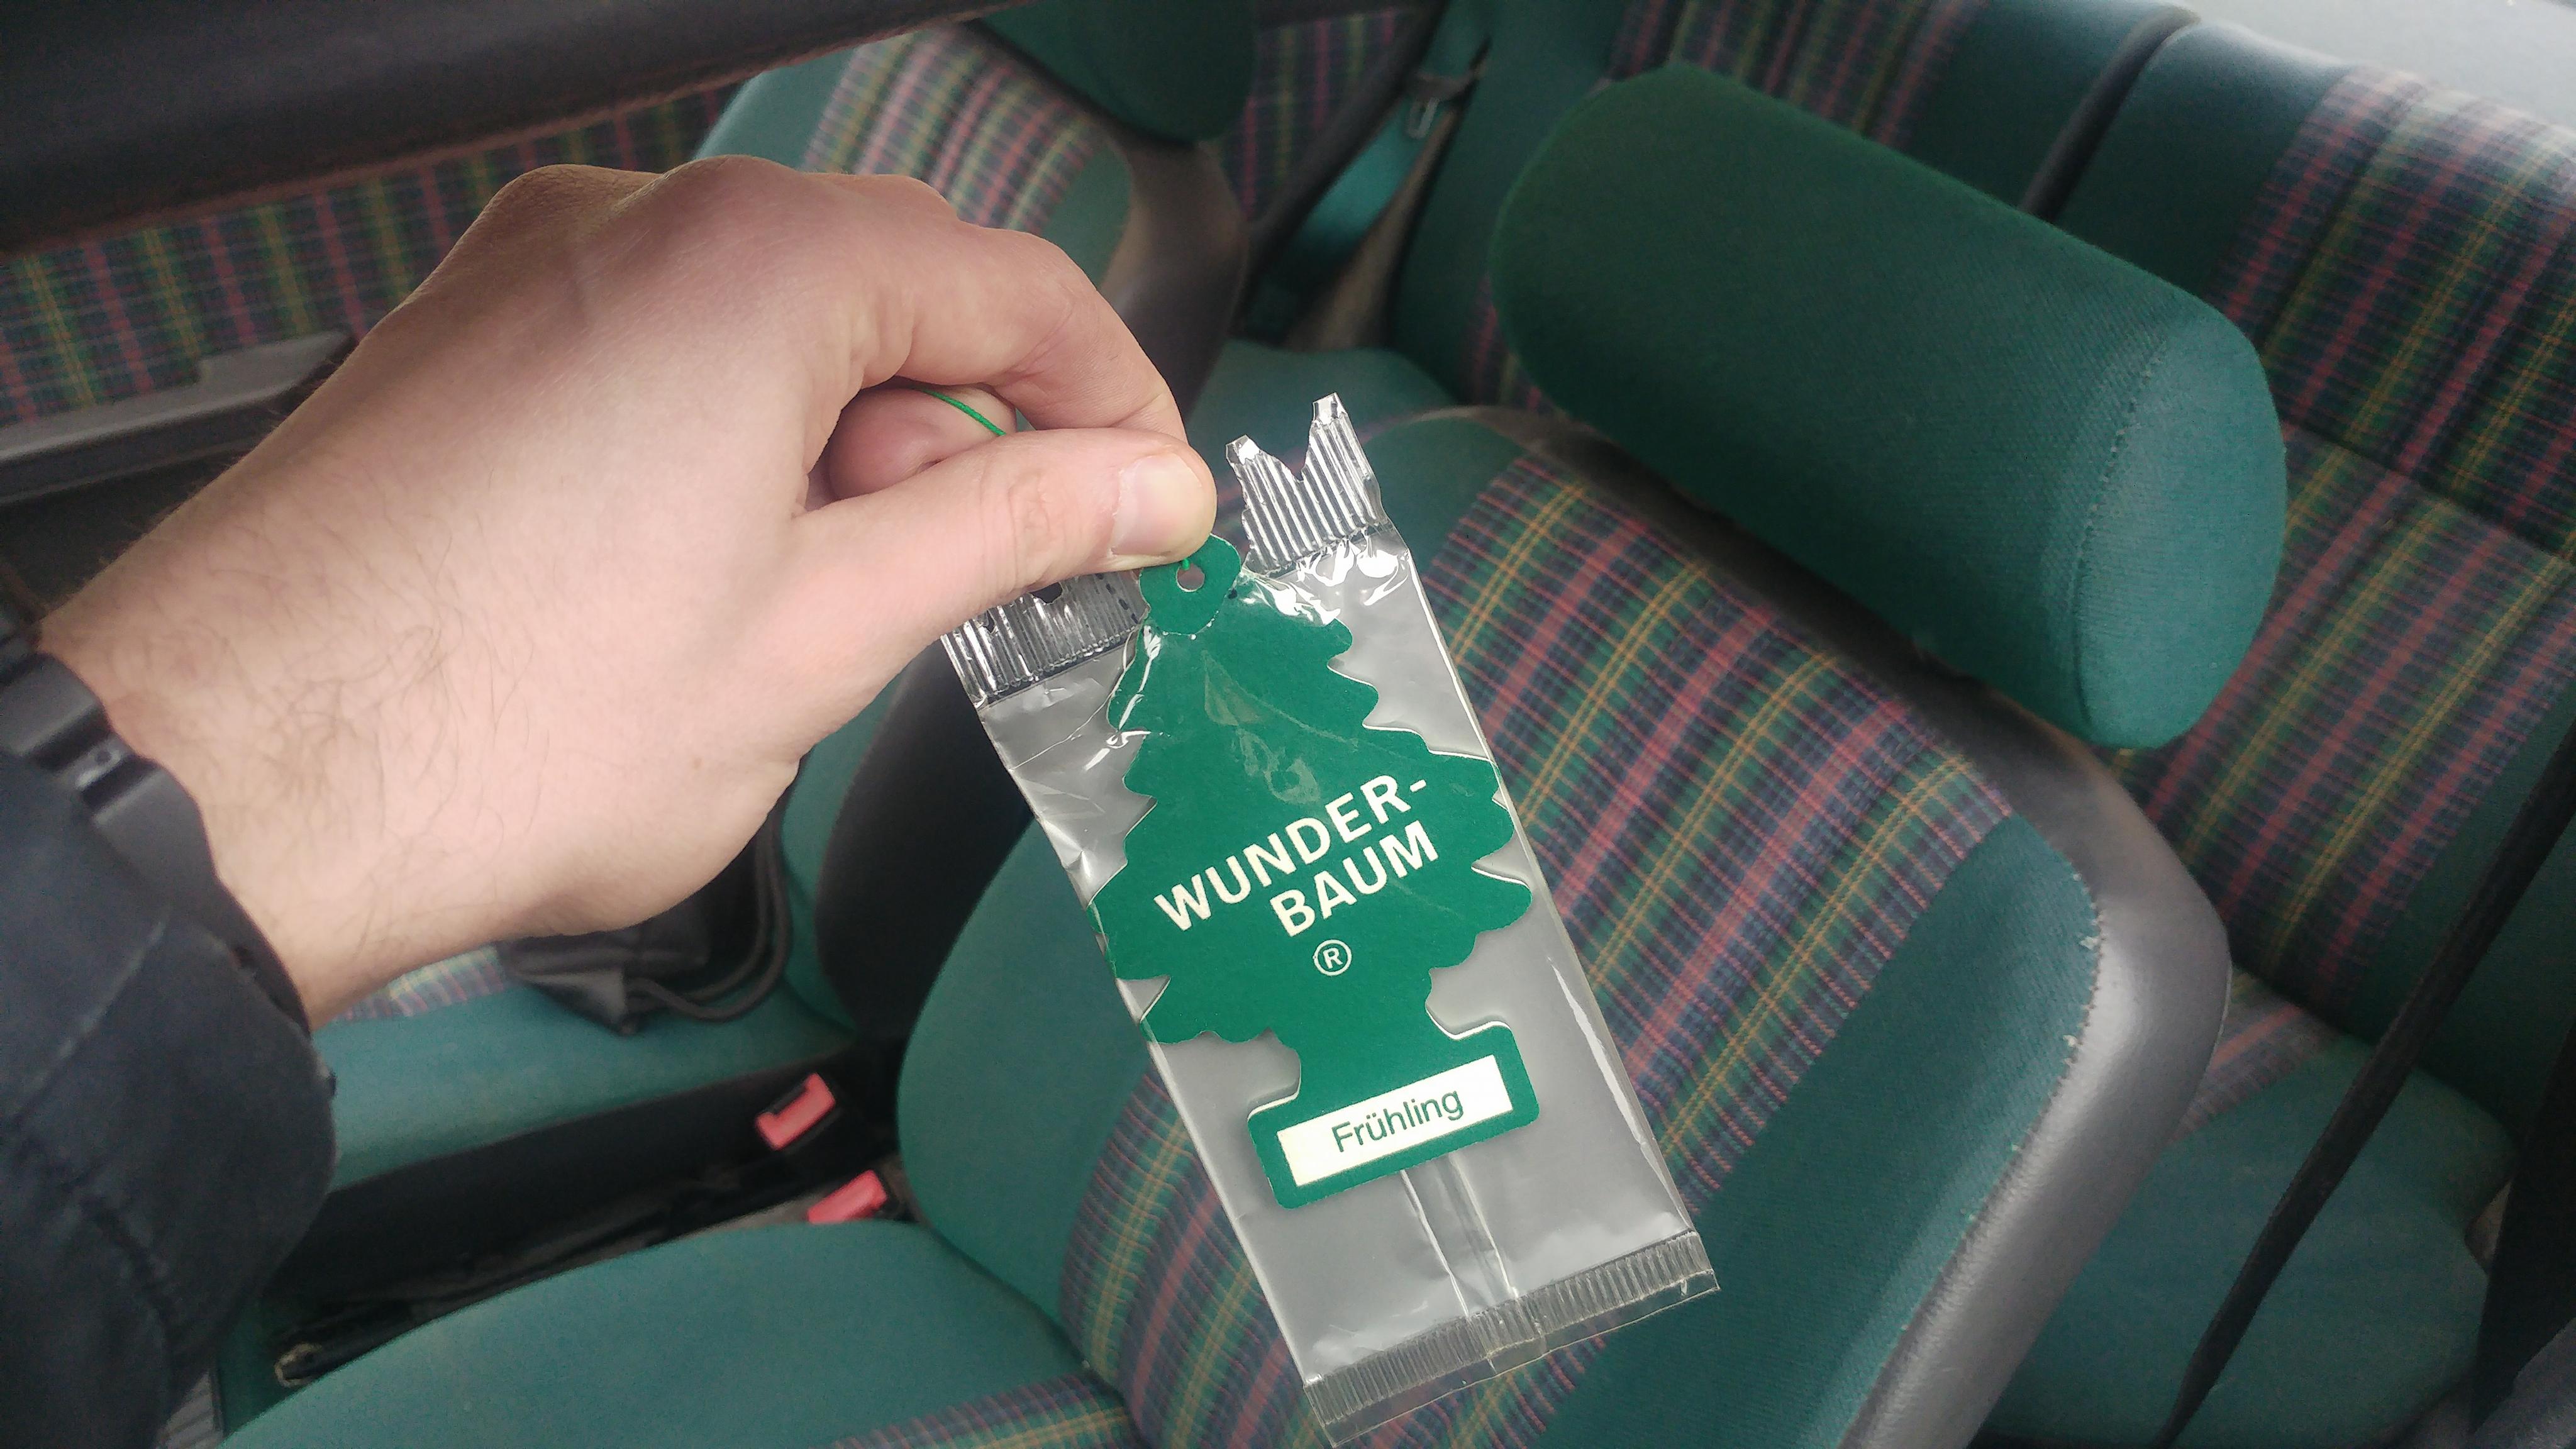 WUNDER-
BAUM
®
Frühling